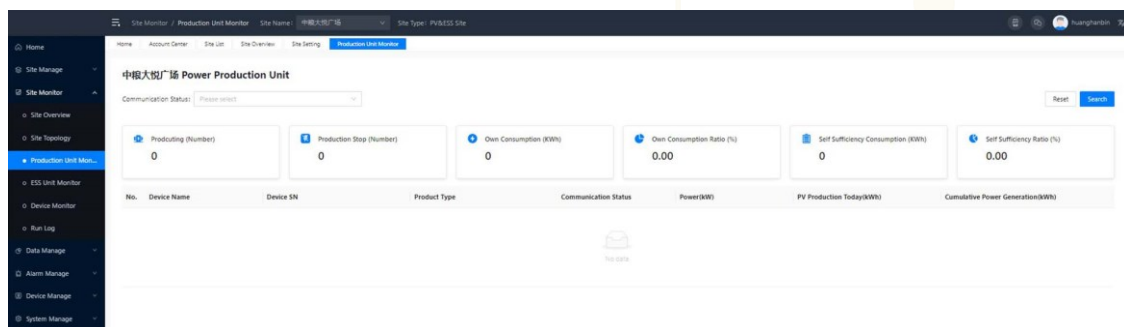 Site Monitor / Production Unit Monitor Site Name: 中粮大悦广场 Site Type: PV&ESS Site huanghanbin
Home
Site Manage
Site Monitor
Site Overview
Site Topology
Production Unit Mon...
ESS Unit Monitor
Device Monitor
Run Log
Data Manage
Alarm Manage
Device Manage
System Manage
Home Account Center Site List Site Overview Site Setting Production Unit Monitor
中粮大悦广场 Power Production Unit
Communication Status: Please select Reset Search
Prodcuting (Number) Production Stop (Number) Own Consumption (KWh) Own Consumption Ratio (%) Self Sufficiency Consumption (KWH) Self Sufficiency Ratio (%)
0 0 0 0.00 0 0.00
No. Device Name Device SN Product Type Communication Status Power(kW) PV Production Today(kWh) Cumulative Power Generation(kWh)
No data